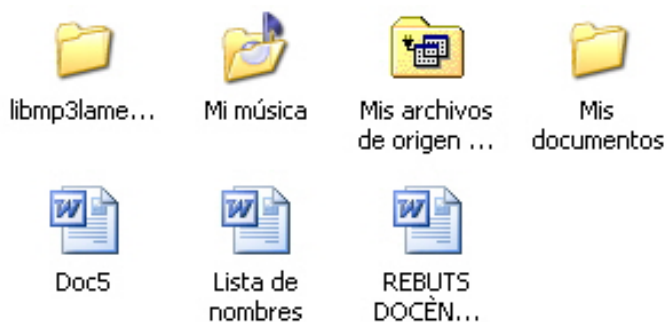 libmp3lame...
Mi música
Mis archivos
de origen ...
Mis
documentos
Doc5
Lista de
nombres
REBUTS
DOCÈN...